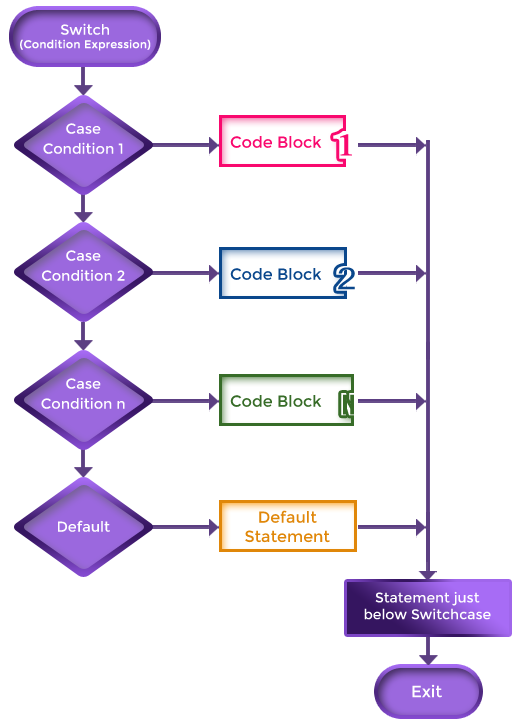 Switch
(Condition Expression)
Case
Condition 1
Code Block 1
Case
Condition 2
Code Block 2
Case
Condition n
Code Block N
Default
Default
Statement
Statement just
below Switchcase
Exit